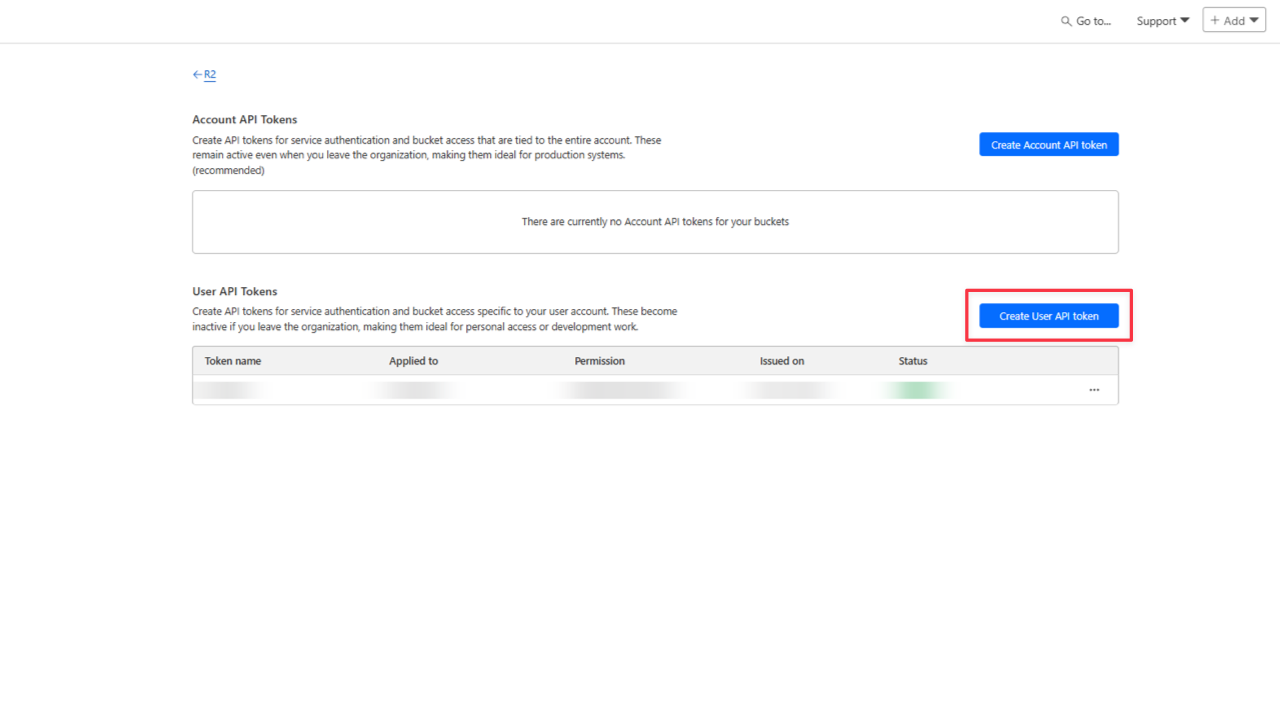 Go to...
Support
+ Add
← R2
Account API Tokens
Create API tokens for service authentication and bucket access that are tied to the entire account. These
remain active even when you leave the organization, making them ideal for production systems.
(recommended)
Create Account API token
There are currently no Account API tokens for your buckets
User API Tokens
Create API tokens for service authentication and bucket access specific to your user account. These become
inactive if you leave the organization, making them ideal for personal access or development work.
Create User API token
Token name Applied to Permission Issued on Status